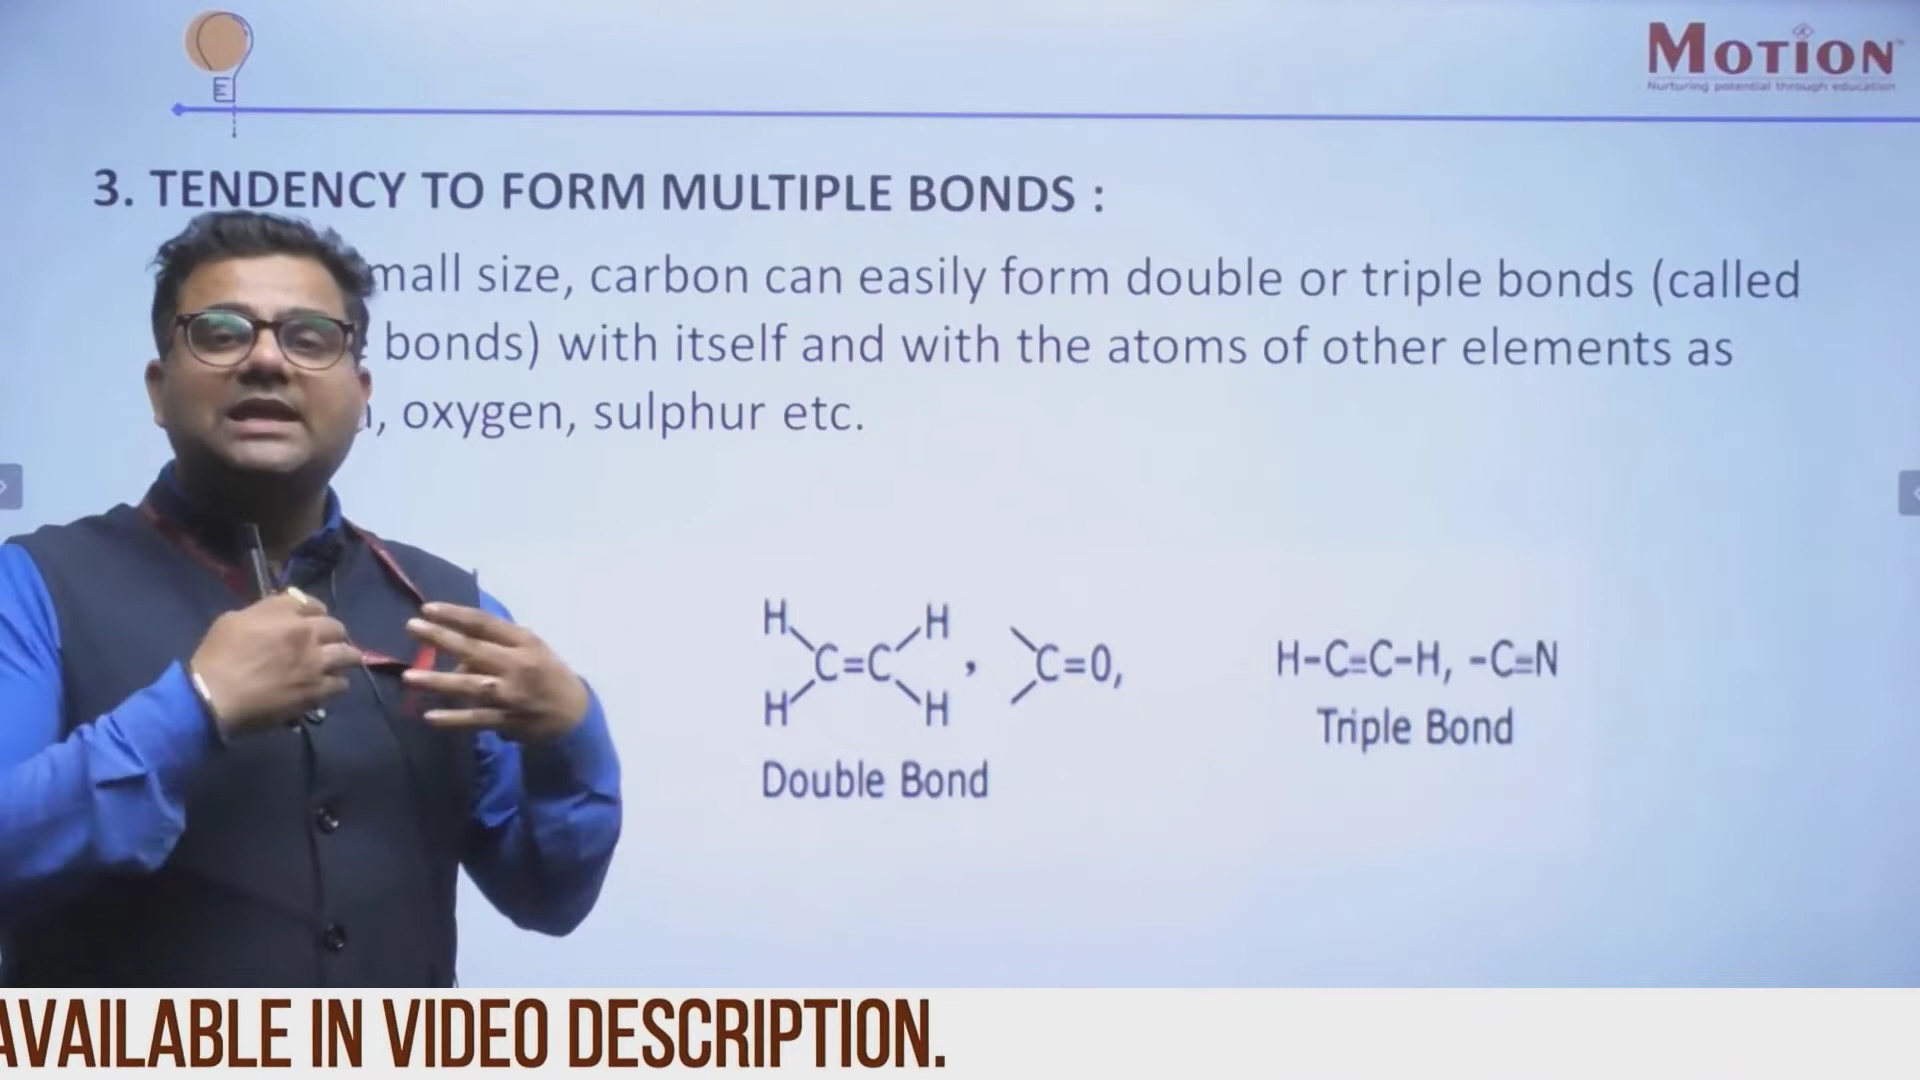 MOTION
Nurturing potential through education
3. TENDENCY TO FORM MULTIPLE BONDS :
mall size, carbon can easily form double or triple bonds (called
bonds) with itself and with the atoms of other elements as
, oxygen, sulphur etc.
H H
C=C , C=O,
H H
Double Bond
H-C≡C-H, -C≡N
Triple Bond
AVAILABLE IN VIDEO DESCRIPTION.